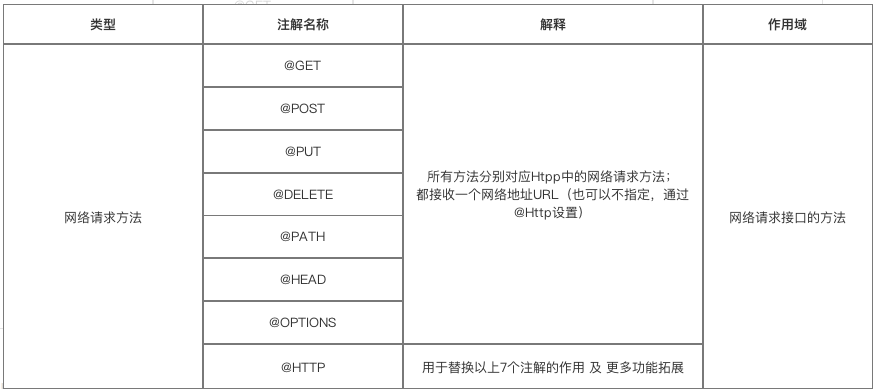 类型 注解名称 解释 作用域
@GET
@POST
@PUT
@DELETE
@PATH
@HEAD
@OPTIONS
所有方法分别对应Htpp中的网络请求方法；
都接收一个网络地址URL（也可以不指定，通过
@Http设置）
网络请求方法
网络请求接口的方法
@HTTP 用于替换以上7个注解的作用 及 更多功能拓展